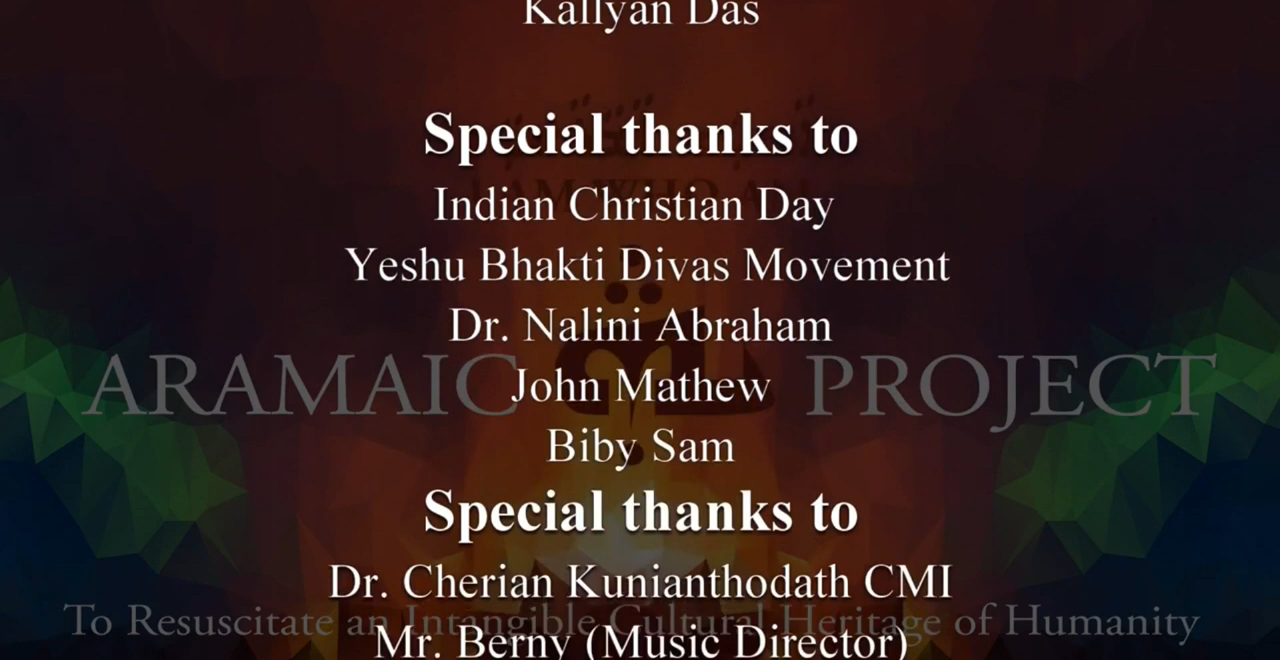 Kallyan Das
Special thanks to
Indian Christian Day
Yeshu Bhakti Divas Movement
Dr. Nalini Abraham
ARAMAIC PROJECT
John Mathew
Biby Sam
Special thanks to
Dr. Cherian Kunianthodath CMI
To Resuscitate an Intangible Cultural Heritage of Humanity
Mr. Berny (Music Director)